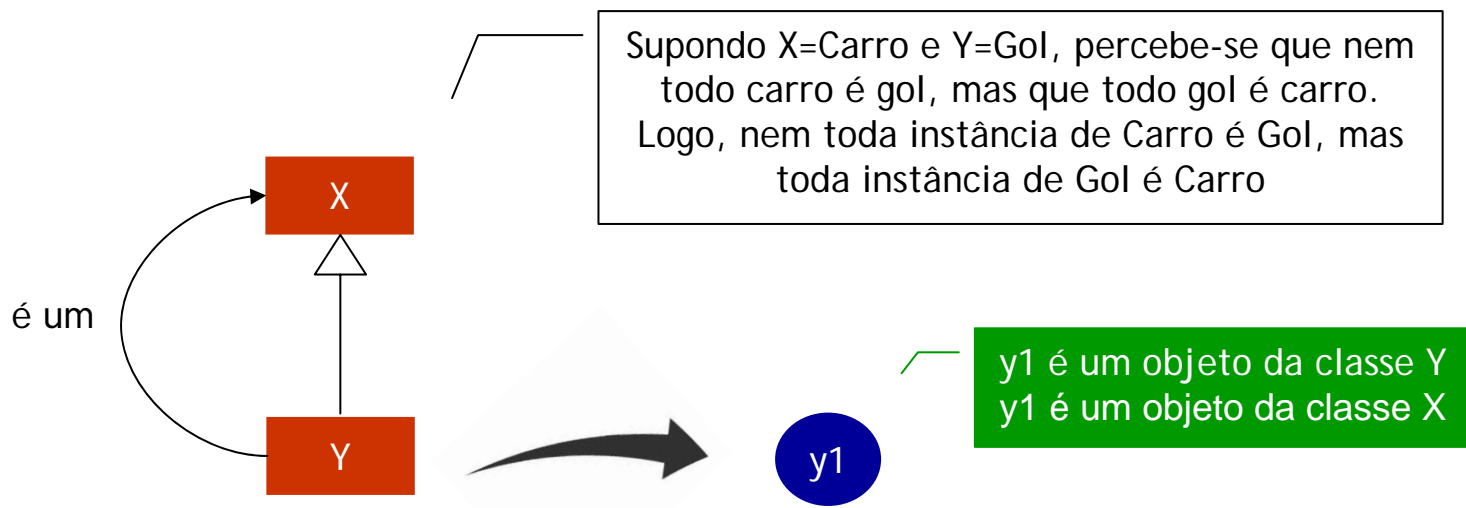 Supondo X=Carro e Y=Gol, percebe-se que nem
todo carro é gol, mas que todo gol é carro.
Logo, nem toda instância de Carro é Gol, mas
toda instância de Gol é Carro
X
é um
y1 é um objeto da classe Y
y1 é um objeto da classe X
Y
y1